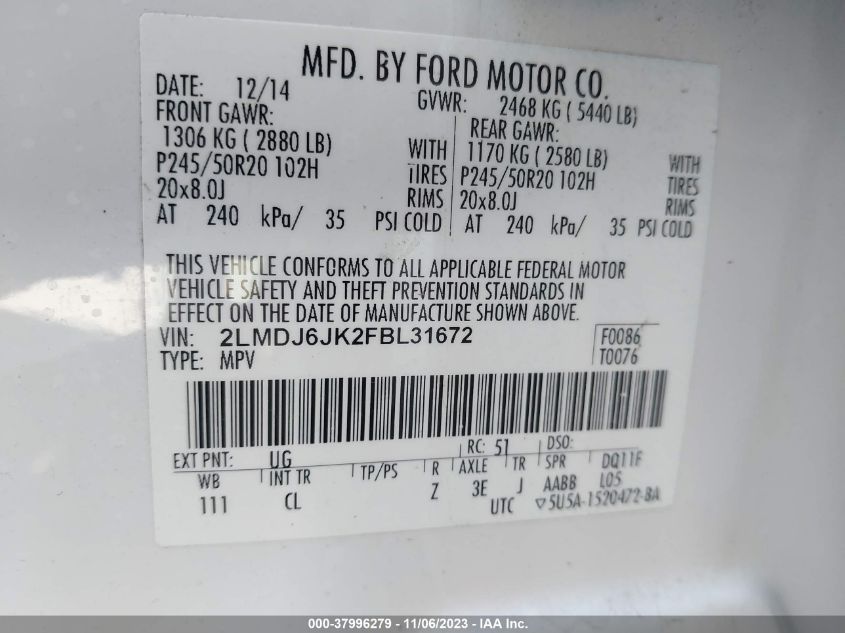 MFD. BY FORD MOTOR CO.
DATE: 12/14 GVWR: 2468 KG ( 5440 LB)
FRONT GAWR: REAR GAWR:
1306 KG ( 2880 LB) WITH 1170 KG ( 2580 LB) WITH
P245/50R20 102H TIRES P245/50R20 102H TIRES
20x8.0J RIMS 20x8.0J RIMS
AT 240 kPa/ 35 PSI COLD AT 240 kPa/ 35 PSI COLD
THIS VEHICLE CONFORMS TO ALL APPLICABLE FEDERAL MOTOR
VEHICLE SAFETY AND THEFT PREVENTION STANDARDS IN
EFFECT ON THE DATE OF MANUFACTURE SHOWN ABOVE.
VIN: 2LMDJ6JK2FBL31672 F0086
TYPE: MPV T0076
EXT PNT: UG RC: 51 DSO:
WB INT TR TP/PS R AXLE TR SPR DQ11F
111 CL Z 3E J AABB L05
UTC ▽5U5A-1520472-BA
000-37996279 - 11/06/2023 - IAA Inc.